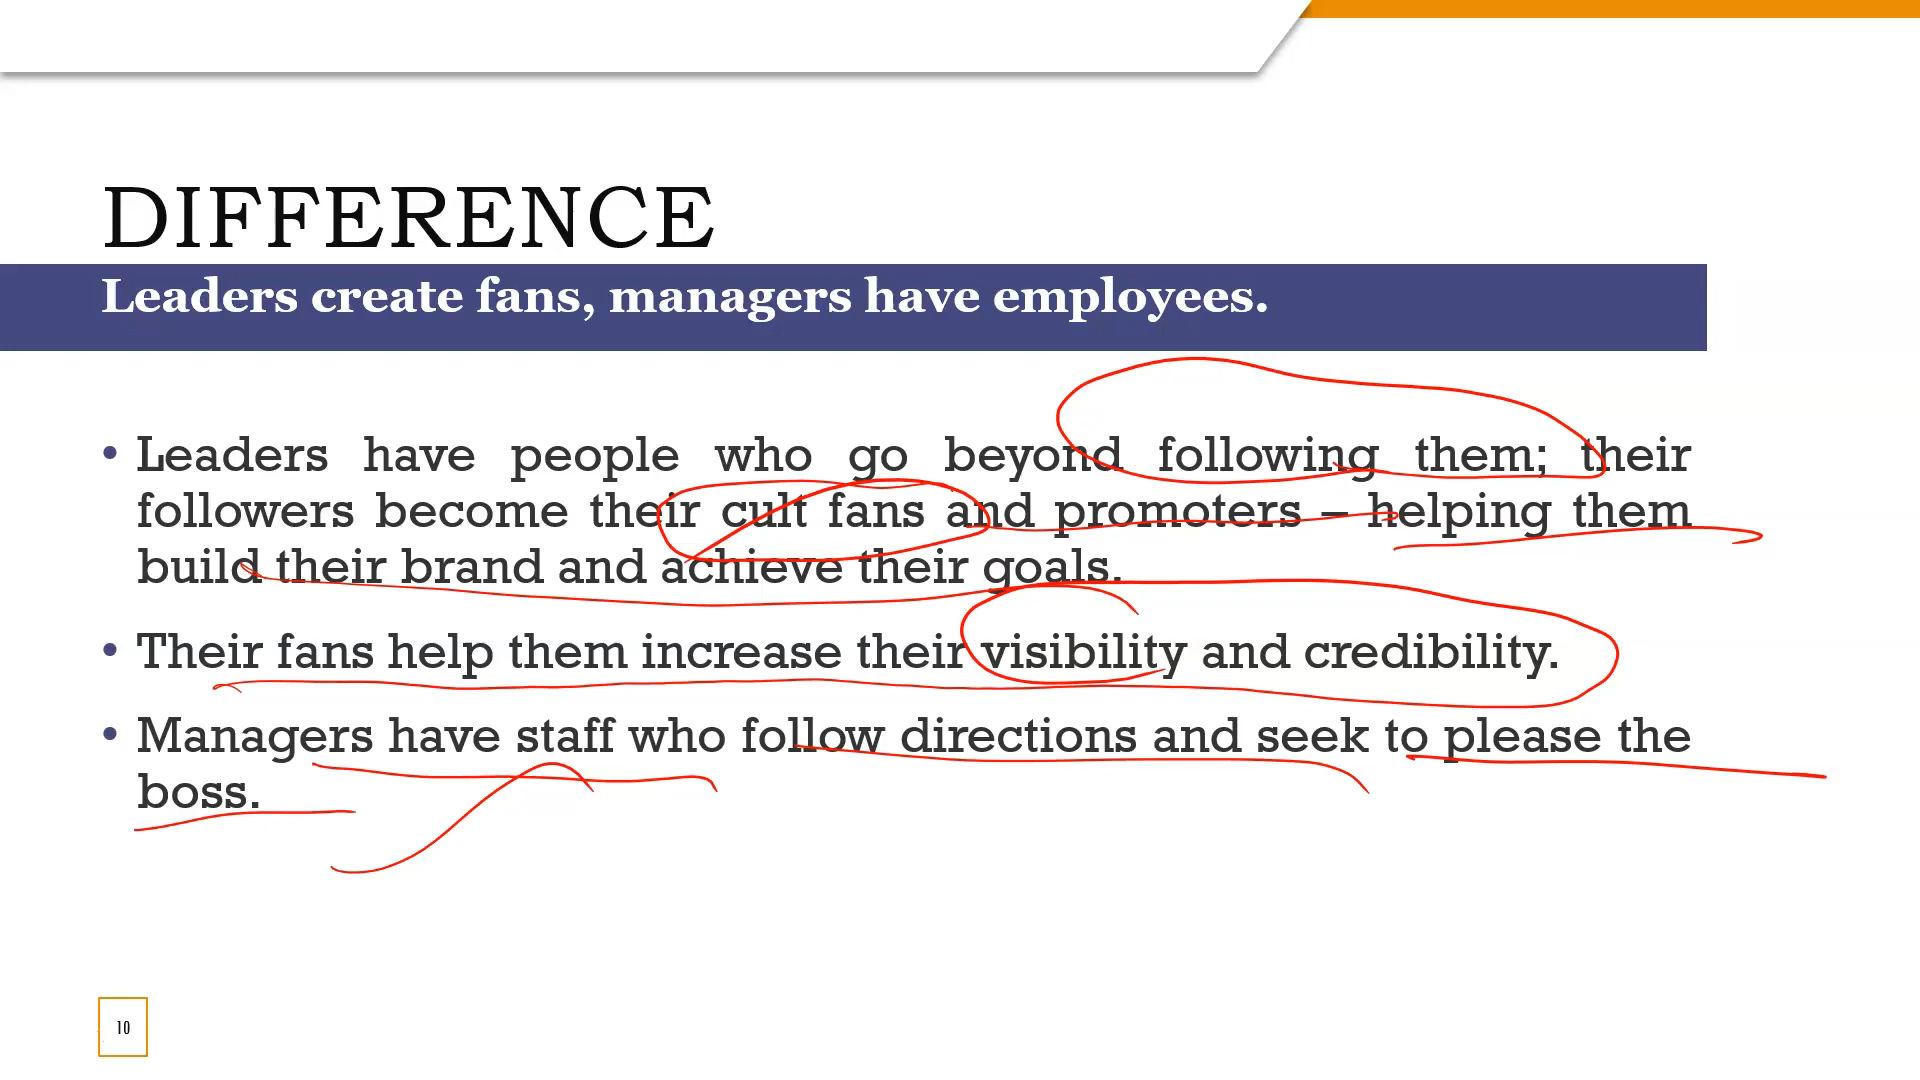 DIFFERENCE
Leaders create fans, managers have employees.
• Leaders have people who go beyond following them; their
followers become their cult fans and promoters – helping them
build their brand and achieve their goals.
• Their fans help them increase their visibility and credibility.
• Managers have staff who follow directions and seek to please the
boss.
10